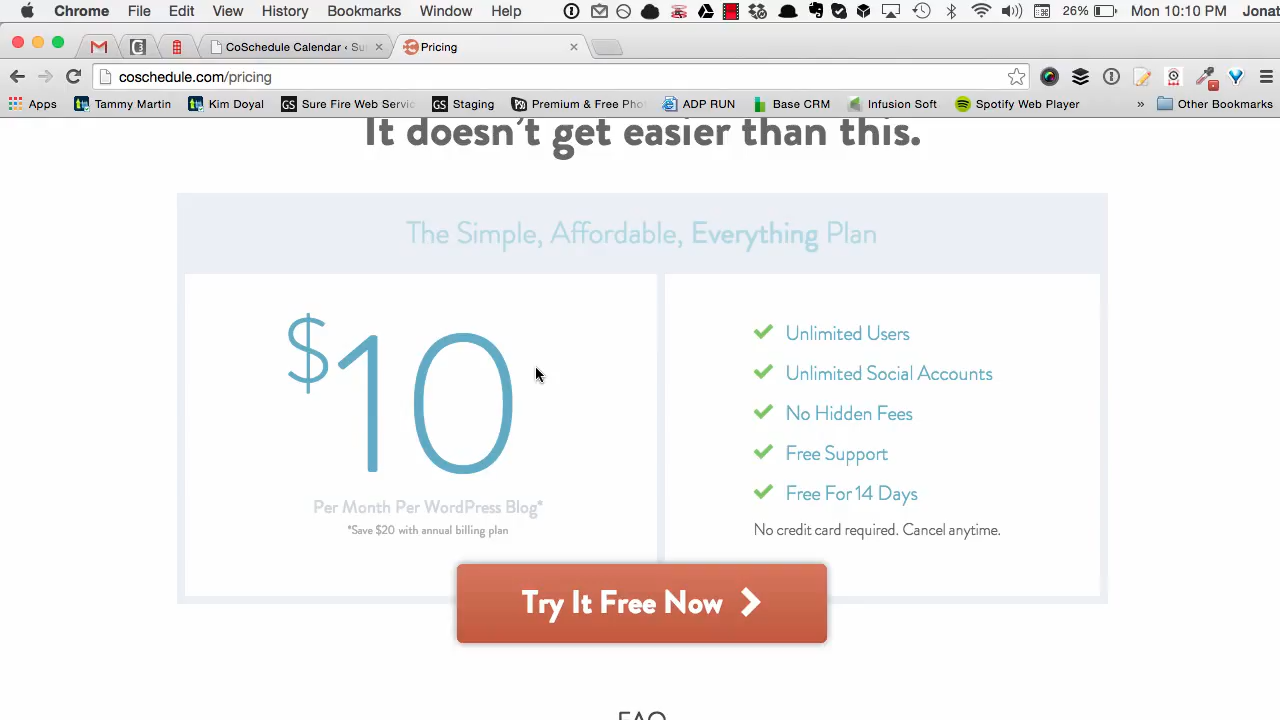 Chrome File Edit View History Bookmarks Window Help 26% Mon 10:10 PM Jonat
CoSchedule Calendar ‹ Su Pricing
coschedule.com/pricing
Apps Tammy Martin Kim Doyal Sure Fire Web Servic Staging Premium & Free Pho ADP RUN Base CRM Infusion Soft Spotify Web Player » Other Bookmarks
It doesn't get easier than this.
The Simple, Affordable, Everything Plan
$10
Per Month Per WordPress Blog*
*Save $20 with annual billing plan
Unlimited Users
Unlimited Social Accounts
No Hidden Fees
Free Support
Free For 14 Days
No credit card required. Cancel anytime.
Try It Free Now
FAQ